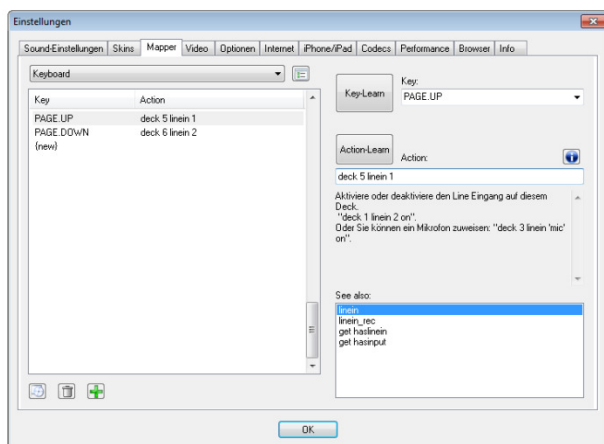 Einstellungen
Sound-Einstellungen Skins Mapper Video Optionen Internet iPhone/iPad Codecs Performance Browser Info
Keyboard
Key Action
PAGE.UP deck 5 linein 1
PAGE.DOWN deck 6 linein 2
{new}
Key-Learn
Key:
PAGE.UP
Action-Learn
Action:
deck 5 linein 1
Aktiviere oder deaktiviere den Line Eingang auf diesem
Deck.
"deck 1 linein 2 on".
Oder Sie können ein Mikrofon zuweisen: "deck 3 linein 'mic'
on".
See also:
linein
linein_rec
get haslinein
get hasinput
OK